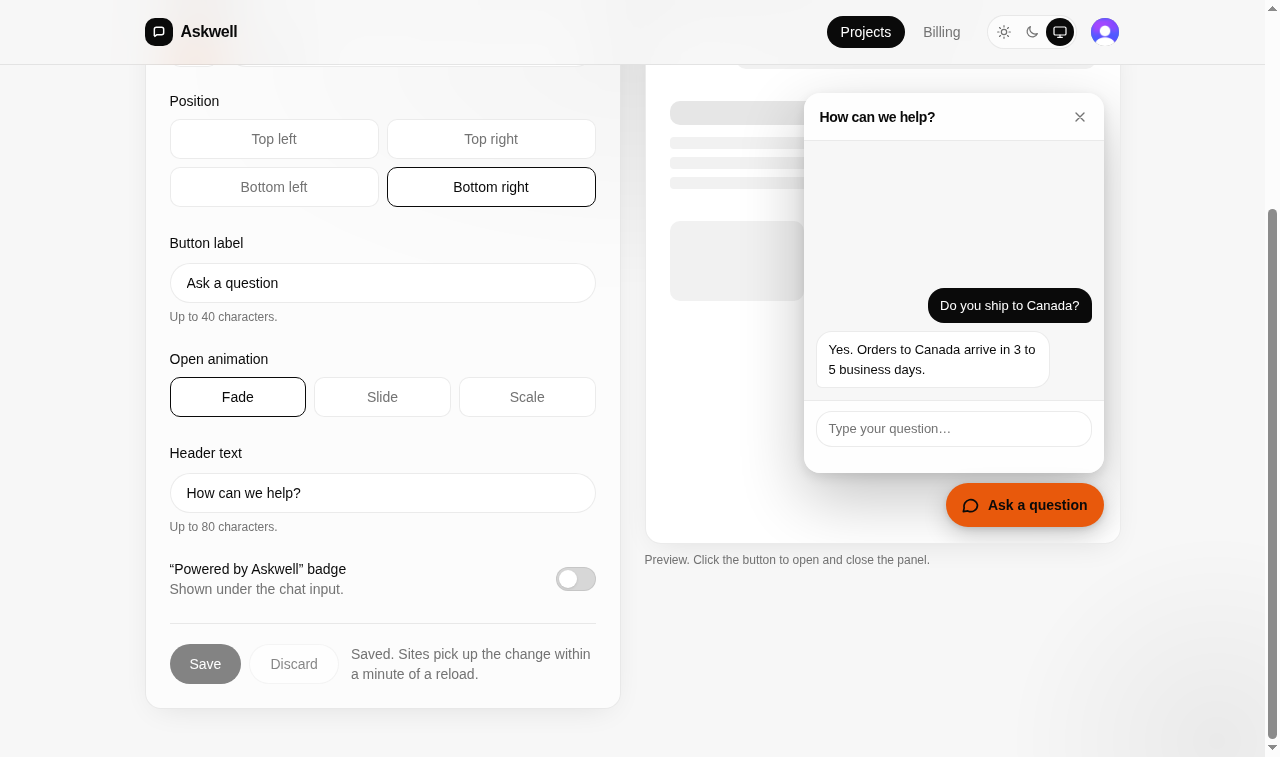 Askwell
Projects
Billing
Position
Top left
Top right
Bottom left
Bottom right
Button label
Ask a question
Up to 40 characters.
Open animation
Fade
Slide
Scale
Header text
How can we help?
Up to 80 characters.
“Powered by Askwell” badge
Shown under the chat input.
Save
Discard
Saved. Sites pick up the change within
a minute of a reload.
How can we help?
Do you ship to Canada?
Yes. Orders to Canada arrive in 3 to
5 business days.
Type your question…
Ask a question
Preview. Click the button to open and close the panel.